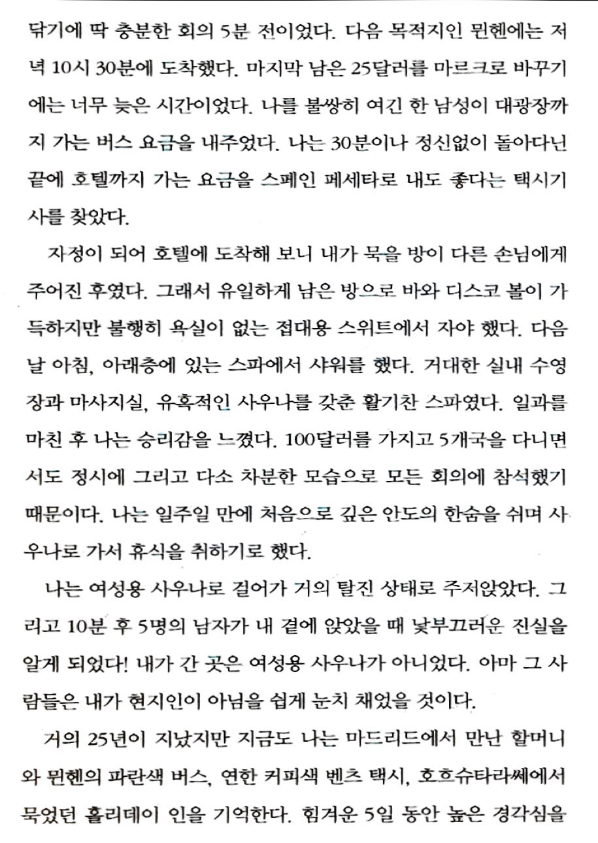 닦기에 딱 충분한 회의 5분 전이었다. 다음 목적지인 뮌헨에는 저
녁 10시 30분에 도착했다. 마지막 남은 25달러를 마르크로 바꾸기
에는 너무 늦은 시간이었다. 나를 불쌍히 여긴 한 남성이 대광장까
지 가는 버스 요금을 내주었다. 나는 30분이나 정신없이 돌아다닌
끝에 호텔까지 가는 요금을 스페인 페세타로 내도 좋다는 택시기
사를 찾았다.
자정이 되어 호텔에 도착해 보니 내가 묵을 방이 다른 손님에게
주어진 후였다. 그래서 유일하게 남은 방으로 바와 디스코 볼이 가
득하지만 불행히 욕실이 없는 접대용 스위트에서 자야 했다. 다음
날 아침, 아래층에 있는 스파에서 샤워를 했다. 거대한 실내 수영
장과 마사지실, 유혹적인 사우나를 갖춘 활기찬 스파였다. 일과를
마친 후 나는 승리감을 느꼈다. 100달러를 가지고 5개국을 다니면
서도 정시에 그리고 다소 차분한 모습으로 모든 회의에 참석했기
때문이다. 나는 일주일 만에 처음으로 깊은 안도의 한숨을 쉬며 사
우나로 가서 휴식을 취하기로 했다.
나는 여성용 사우나로 걸어가 거의 탈진 상태로 주저앉았다. 그
리고 10분 후 5명의 남자가 내 곁에 앉았을 때 낯부끄러운 진실을
알게 되었다! 내가 간 곳은 여성용 사우나가 아니었다. 아마 그 사
람들은 내가 현지인이 아님을 쉽게 눈치 채었을 것이다.
거의 25년이 지났지만 지금도 나는 마드리드에서 만난 할머니
와 뮌헨의 파란색 버스, 연한 커피색 벤츠 택시, 호흐슈타라쎄에서
묵었던 홀리데이 인을 기억한다. 힘겨운 5일 동안 높은 경각심을